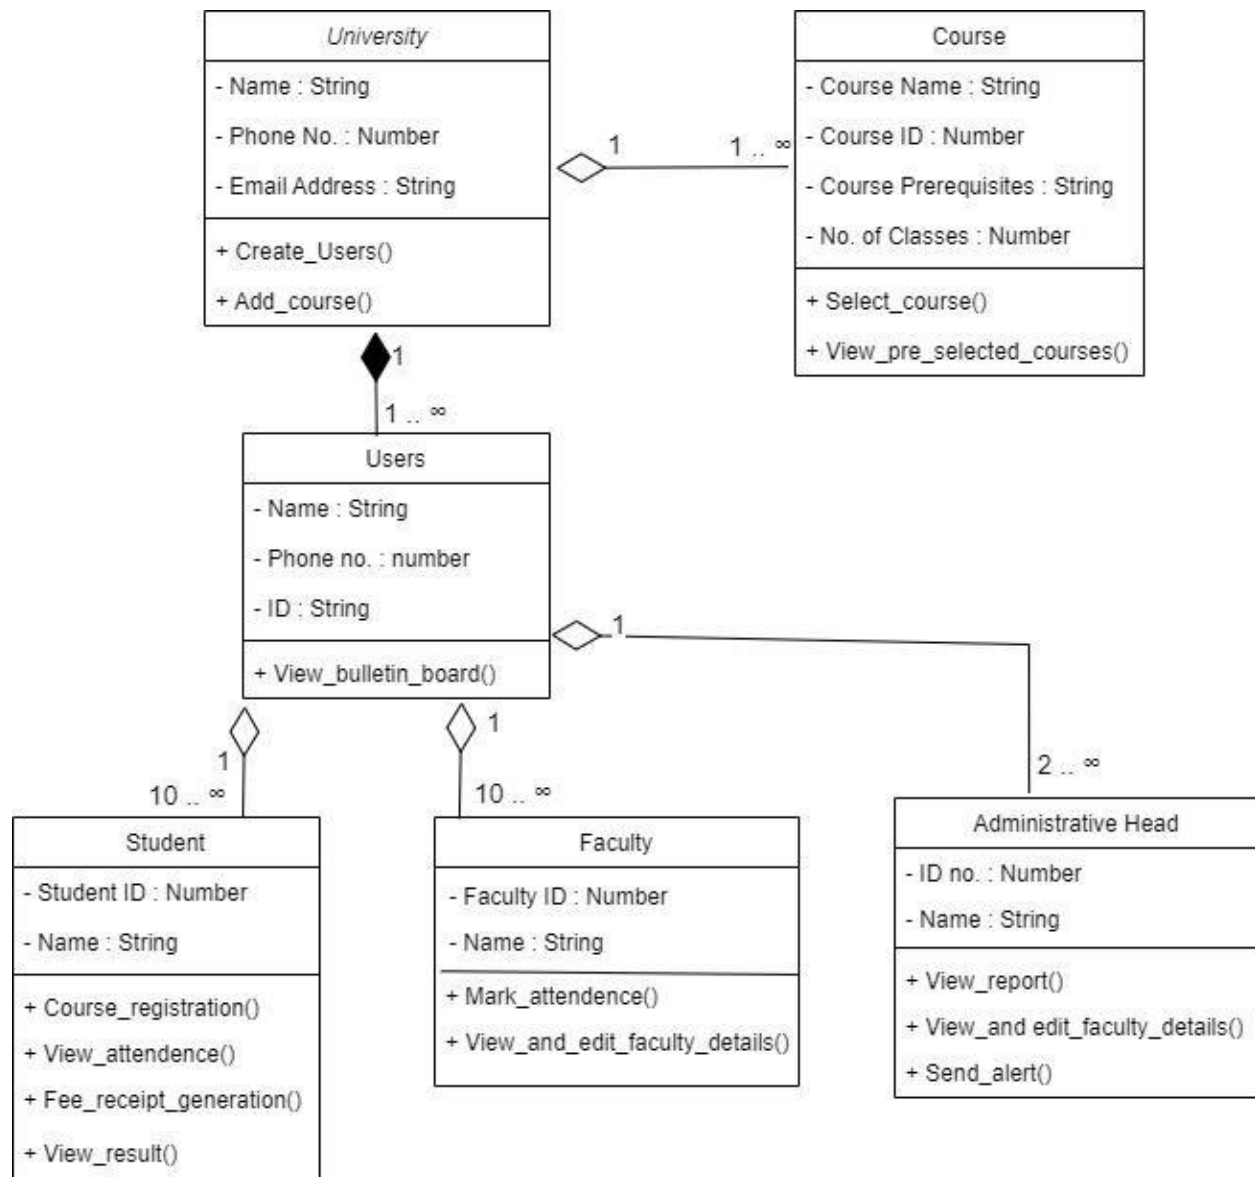 University
- Name : String
- Phone No. : Number
- Email Address : String
+ Create_Users()
+ Add_course()
Course
- Course Name : String
- Course ID : Number
- Course Prerequisites : String
- No. of Classes : Number
+ Select_course()
+ View_pre_selected_courses()
1
1 .. ∞
1
1 .. ∞
Users
- Name : String
- Phone no. : number
- ID : String
+ View_bulletin_board()
1
2 .. ∞
1
10 .. ∞
1
10 .. ∞
Student
- Student ID : Number
- Name : String
+ Course_registration()
+ View_attendence()
+ Fee_receipt_generation()
+ View_result()
Faculty
- Faculty ID : Number
- Name : String
+ Mark_attendence()
+ View_and_edit_faculty_details()
Administrative Head
- ID no. : Number
- Name : String
+ View_report()
+ View_and edit_faculty_details()
+ Send_alert()